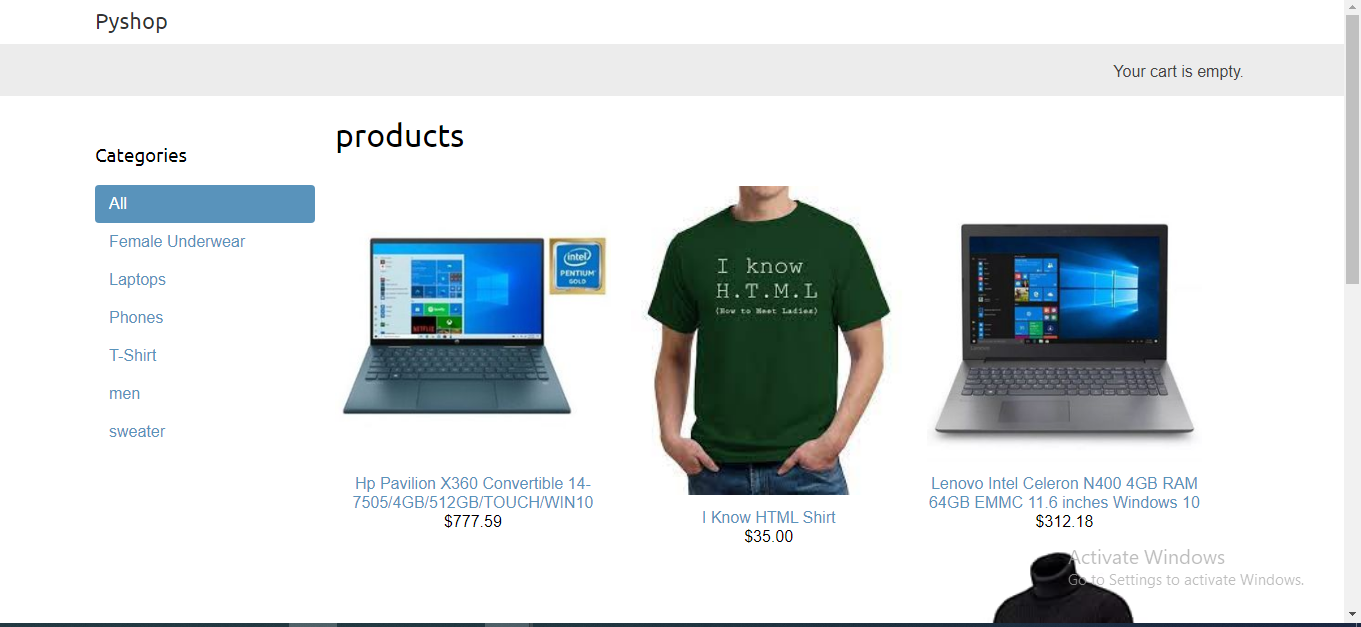 Pyshop
Your cart is empty.
products
Categories
All
Female Underwear
Laptops
Phones
T-Shirt
men
sweater
intel
PENTIUM
GOLD
Hp Pavilion X360 Convertible 14-
7505/4GB/512GB/TOUCH/WIN10
$777.59
I know
H.T.M.L
(How to Meet Ladies)
I Know HTML Shirt
$35.00
Lenovo Intel Celeron N400 4GB RAM
64GB EMMC 11.6 inches Windows 10
$312.18
Activate Windows
Go to Settings to activate Windows.